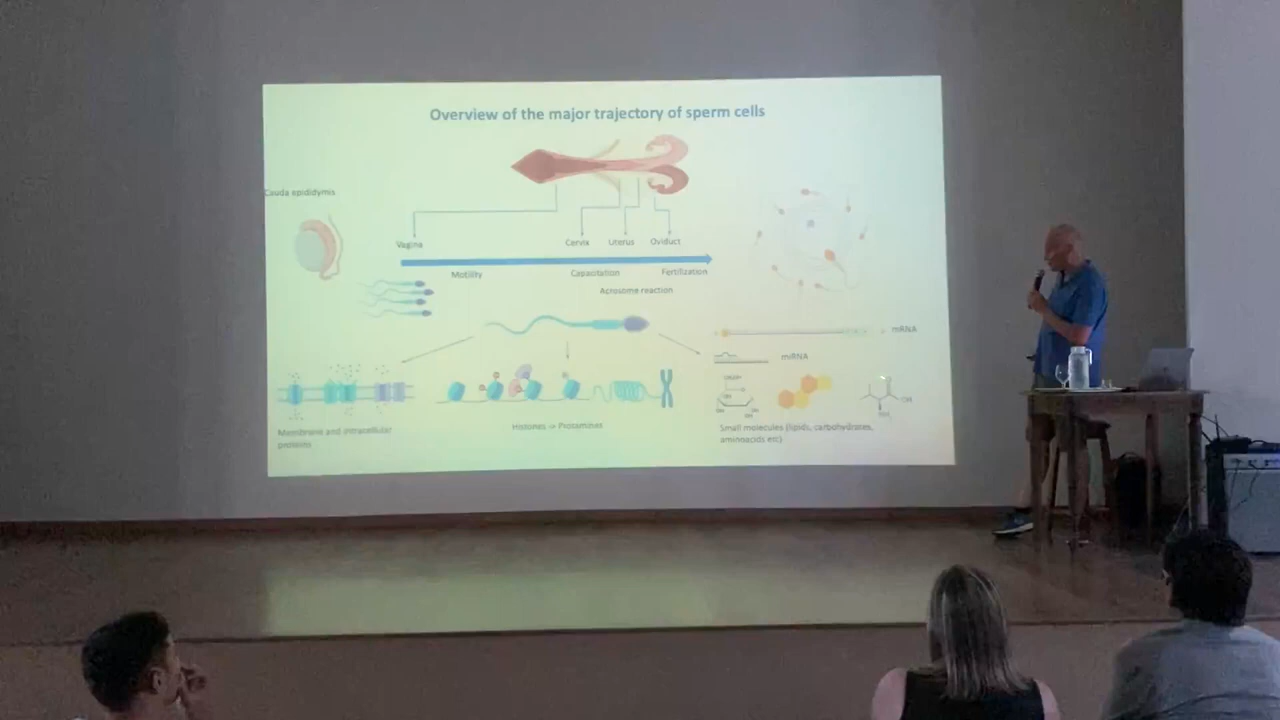 Overview of the major trajectory of sperm cells
Cauda epididymis
Vagina
Cervix
Uterus
Oviduct
Motility
Capacitation
Fertilization
Acrosome reaction
mRNA
miRNA
Membrane and intracellular
proteins
Histones -> Protamines
Small molecules (lipids, carbohydrates,
aminoacids etc)